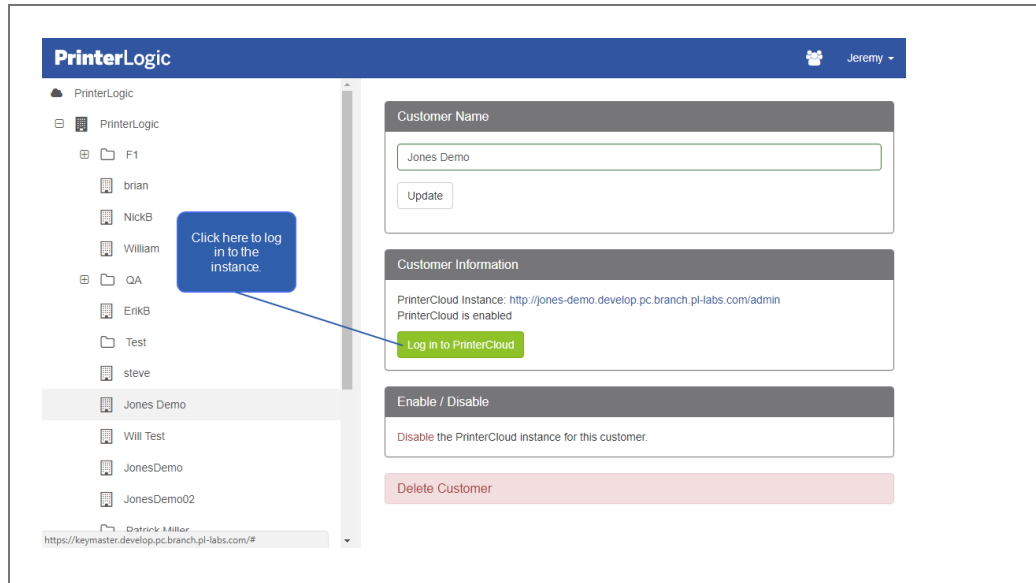 PrinterLogic
Jeremy
PrinterLogic
PrinterLogic
F1
brian
NickB
William
QA
ErikB
Test
steve
Jones Demo
Will Test
JonesDemo
JonesDemo02
Patrick Miller
https://keymaster.develop.pc.branch.pl-labs.com/#
Click here to log
in to the
instance.
Customer Name
Jones Demo
Update
Customer Information
PrinterCloud Instance: http://jones-demo.develop.pc.branch.pl-labs.com/admin
PrinterCloud is enabled
Log in to PrinterCloud
Enable / Disable
Disable the PrinterCloud instance for this customer.
Delete Customer